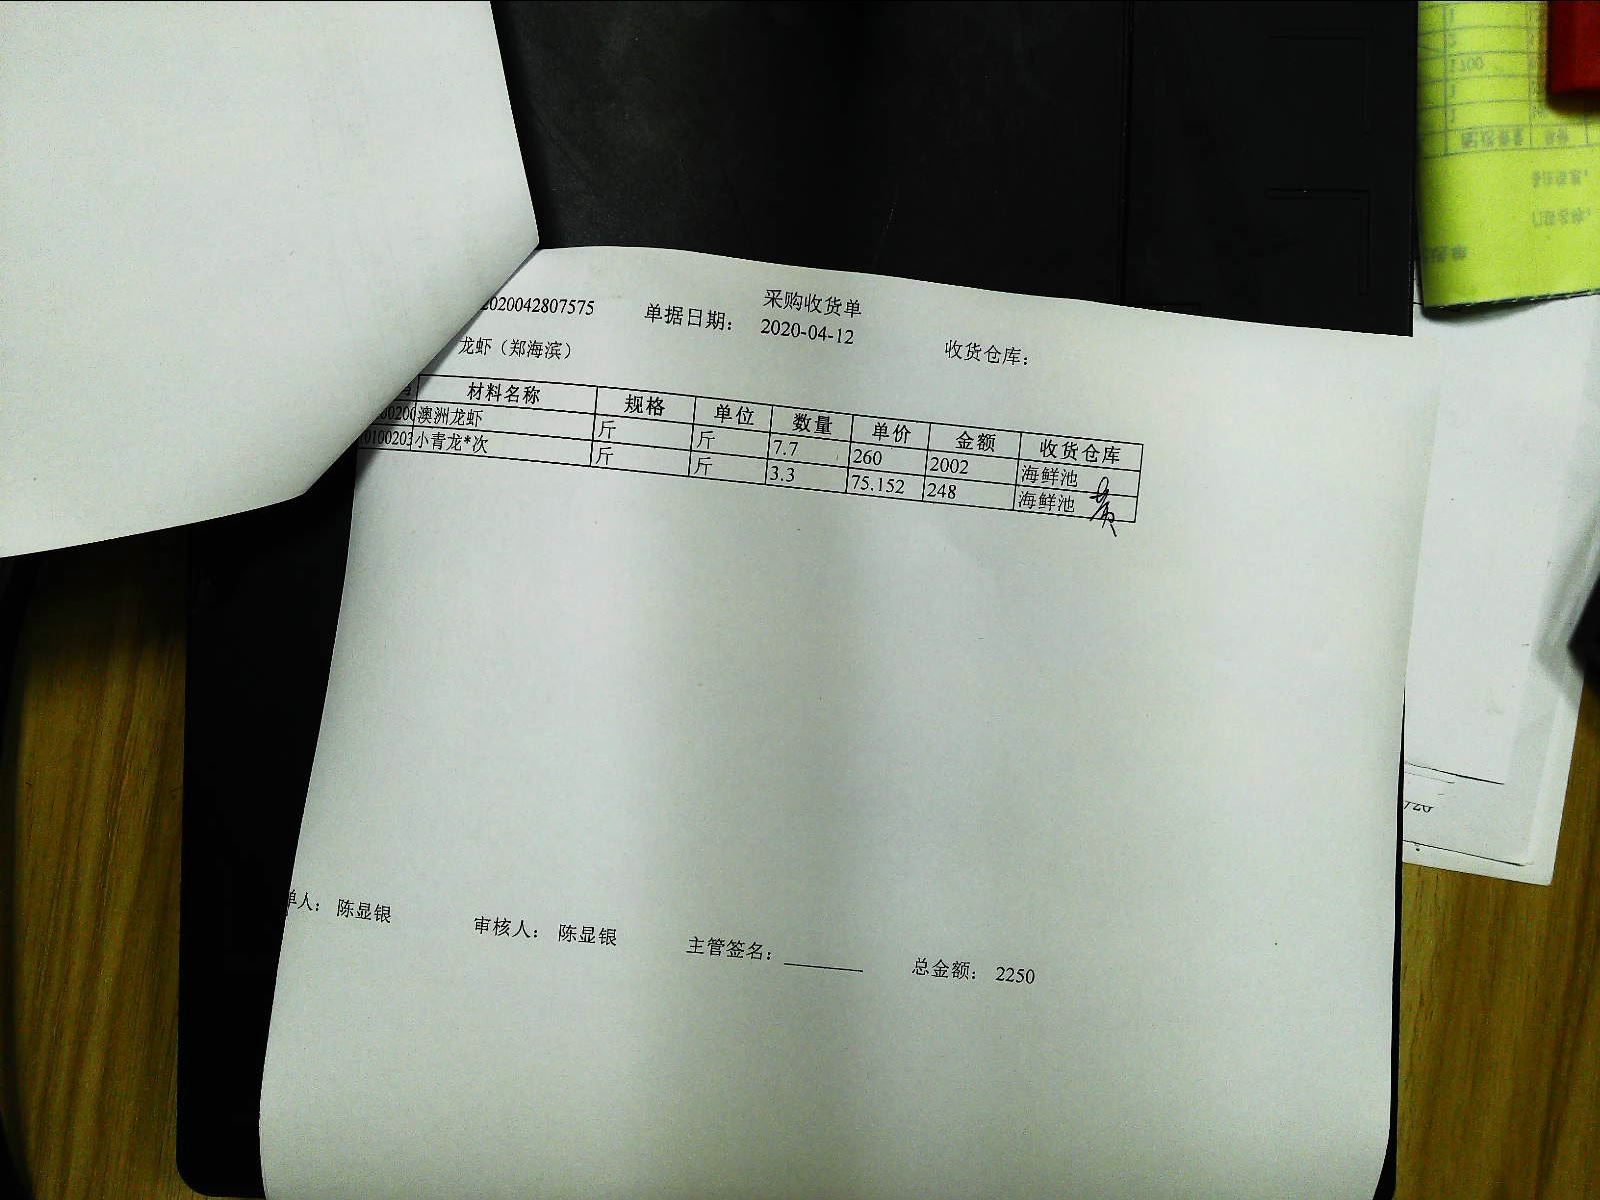 采购收货单
2020042807575 单据日期： 2020-04-12 收货仓库：
龙虾（郑海滨）
材料名称 规格 单位 数量 单价 金额 收货仓库
00200 澳洲龙虾 斤 斤 7.7 260 2002 海鲜池
0100203 小青龙*次 斤 斤 3.3 75.152 248 海鲜池
单人： 陈显银 审核人： 陈显银 主管签名： 总金额： 2250
1700